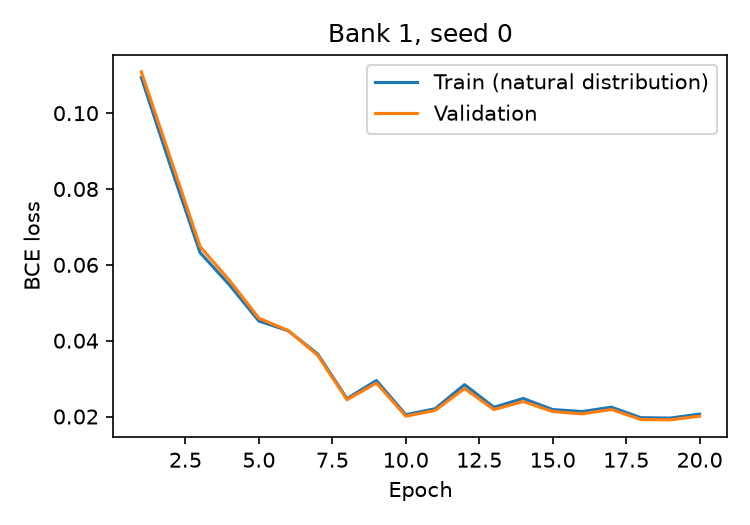 Bank 1, seed 0
Train (natural distribution)
Validation
BCE loss
0.10
0.08
0.06
0.04
0.02
2.5 5.0 7.5 10.0 12.5 15.0 17.5 20.0
Epoch